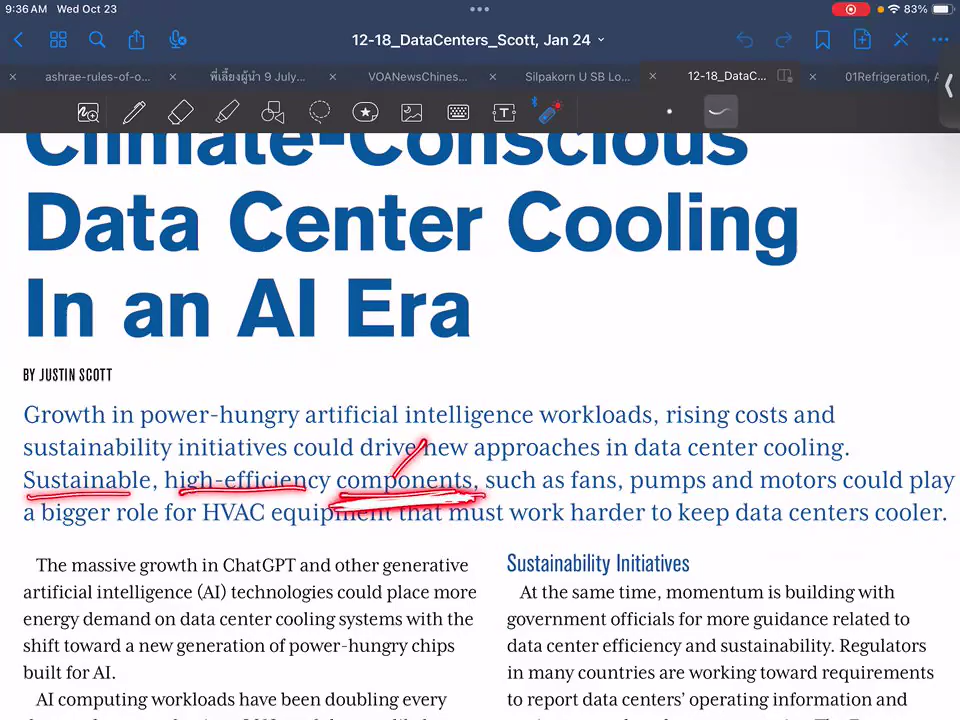 9:36 AM Wed Oct 23
83%
12-18_DataCenters_Scott, Jan 24
ashrae-rules-of-o...
พี่เลี้ยงผู้นำ 9 July...
VOANewsChines...
Silpakorn U SB Lo...
12-18_DataC...
01Refrigeration, A
Climate-Conscious
Data Center Cooling
In an AI Era
BY JUSTIN SCOTT
Growth in power-hungry artificial intelligence workloads, rising costs and
sustainability initiatives could drive new approaches in data center cooling.
Sustainable, high-efficiency components, such as fans, pumps and motors could play
a bigger role for HVAC equipment that must work harder to keep data centers cooler.
The massive growth in ChatGPT and other generative
artificial intelligence (AI) technologies could place more
energy demand on data center cooling systems with the
shift toward a new generation of power-hungry chips
built for AI.
AI computing workloads have been doubling every
Sustainability Initiatives
At the same time, momentum is building with
government officials for more guidance related to
data center efficiency and sustainability. Regulators
in many countries are working toward requirements
to report data centers' operating information and